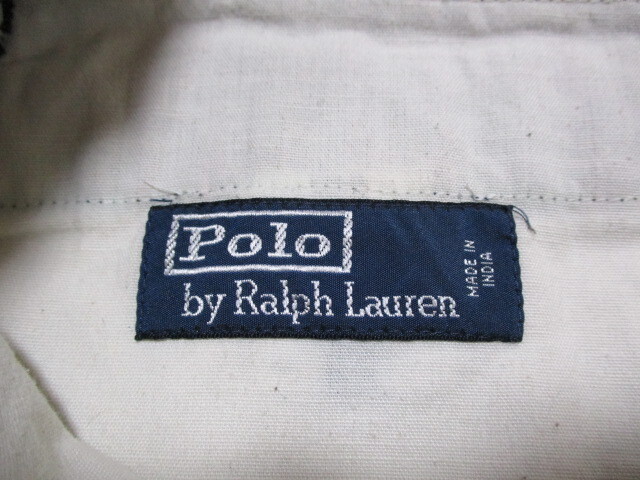 Polo
by Ralph Lauren
MADE IN
INDIA